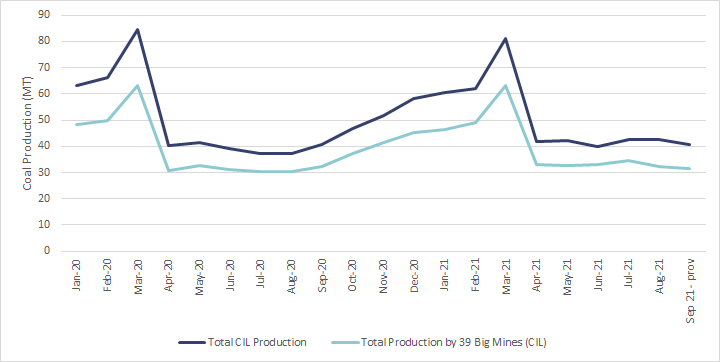 90
80
70
60
50
40
30
20
10
0
Coal Production (MT)
Jan-20
Feb-20
Mar-20
Apr-20
May-20
Jun-20
Jul-20
Aug-20
Sep-20
Oct-20
Nov-20
Dec-20
Jan-21
Feb-21
Mar-21
Apr-21
May-21
Jun-21
Jul-21
Aug-21
Sep 21 - prov
Total CIL Production
Total Production by 39 Big Mines (CIL)